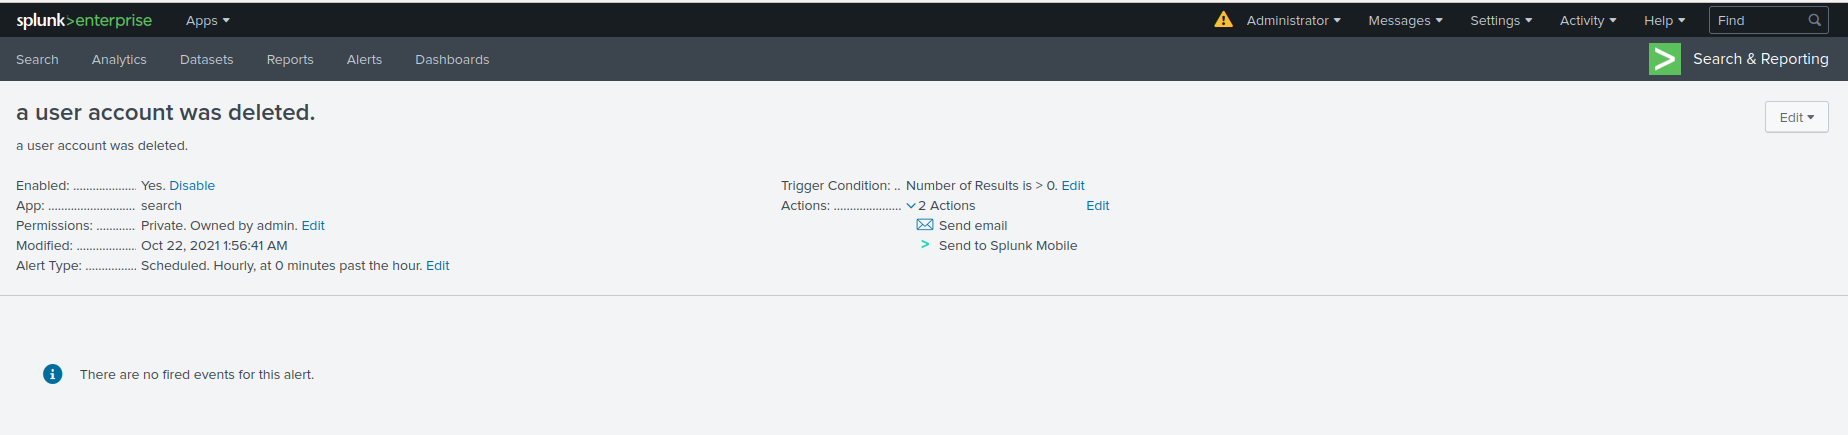 splunk>enterprise Apps Administrator Messages Settings Activity Help Find
Search Analytics Datasets Reports Alerts Dashboards Search & Reporting
a user account was deleted.
Edit
a user account was deleted.
Enabled: ................... Yes. Disable
App: ........................... search
Permissions: ............ Private. Owned by admin. Edit
Modified: .................. Oct 22, 2021 1:56:41 AM
Alert Type: ................ Scheduled. Hourly, at 0 minutes past the hour. Edit
Trigger Condition: .. Number of Results is > 0. Edit
Actions: ..................... 2 Actions Edit
Send email
> Send to Splunk Mobile
There are no fired events for this alert.